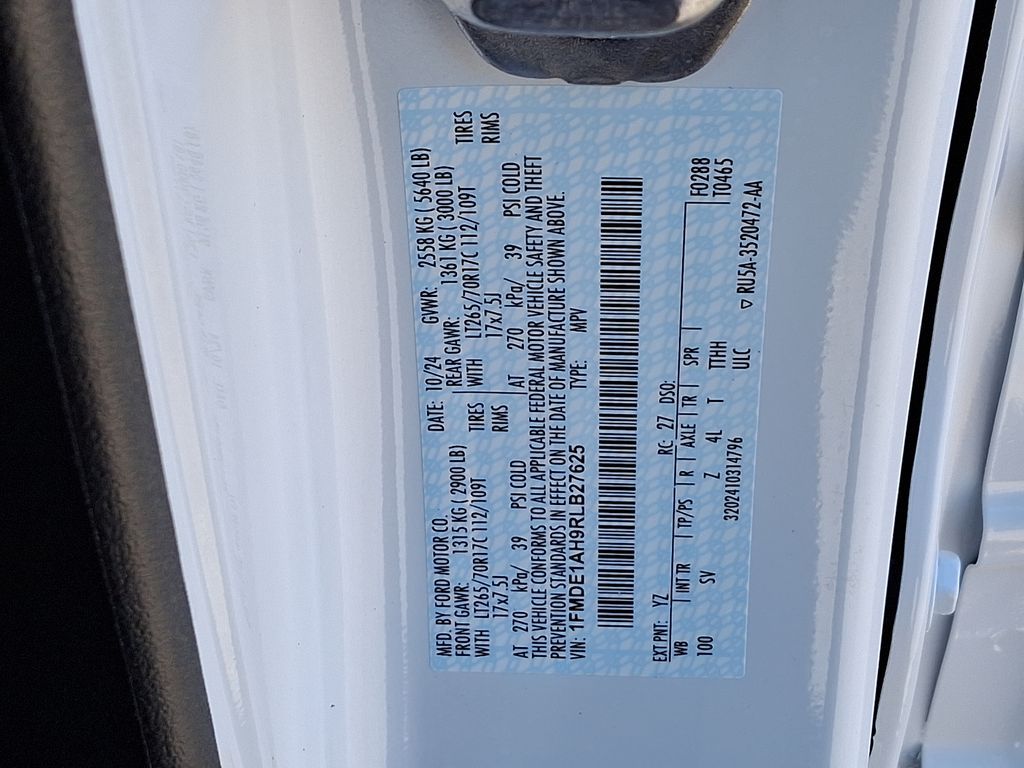 MFD. BY FORD MOTOR CO. DATE: 10/24 GVWR: 2558 KG ( 5640 LB)
FRONT GAWR: 1315 KG ( 2900 LB) REAR GAWR: 1361 KG ( 3000 LB)
WITH LT265/70R17C 112/109T TIRES WITH LT265/70R17C 112/109T TIRES
17x7.5J RIMS 17x7.5J RIMS
AT 270 kPa/ 39 PSI COLD AT 270 kPa/ 39 PSI COLD
THIS VEHICLE CONFORMS TO ALL APPLICABLE FEDERAL MOTOR VEHICLE SAFETY AND THEFT
PREVENTION STANDARDS IN EFFECT ON THE DATE OF MANUFACTURE SHOWN ABOVE.
VIN: 1FMDE1AH9RLB27625 TYPE: MPV
EXT PNT: YZ RC: 27 DSO:
WB INT TR TP/PS R AXLE TR SPR F0288
100 SV Z 4L T THH T0465
ULC
3202410314796 ▽ RU5A-3520472-AA